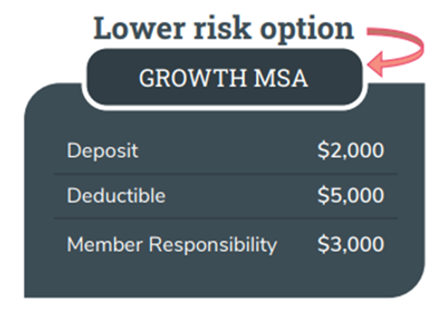 Lower risk option
GROWTH MSA
Deposit $2,000
Deductible $5,000
Member Responsibility $3,000